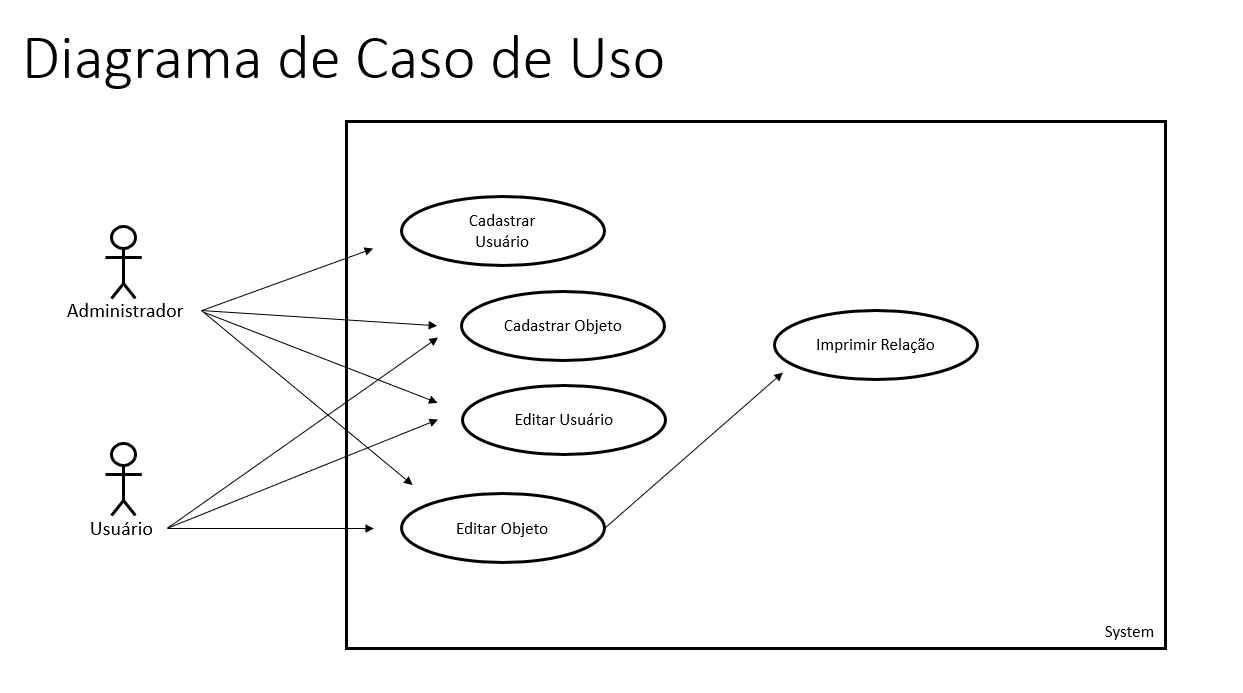 Diagrama de Caso de Uso
Cadastrar
Usuário
Administrador
Cadastrar Objeto
Imprimir Relação
Editar Usuário
Usuário
Editar Objeto
System